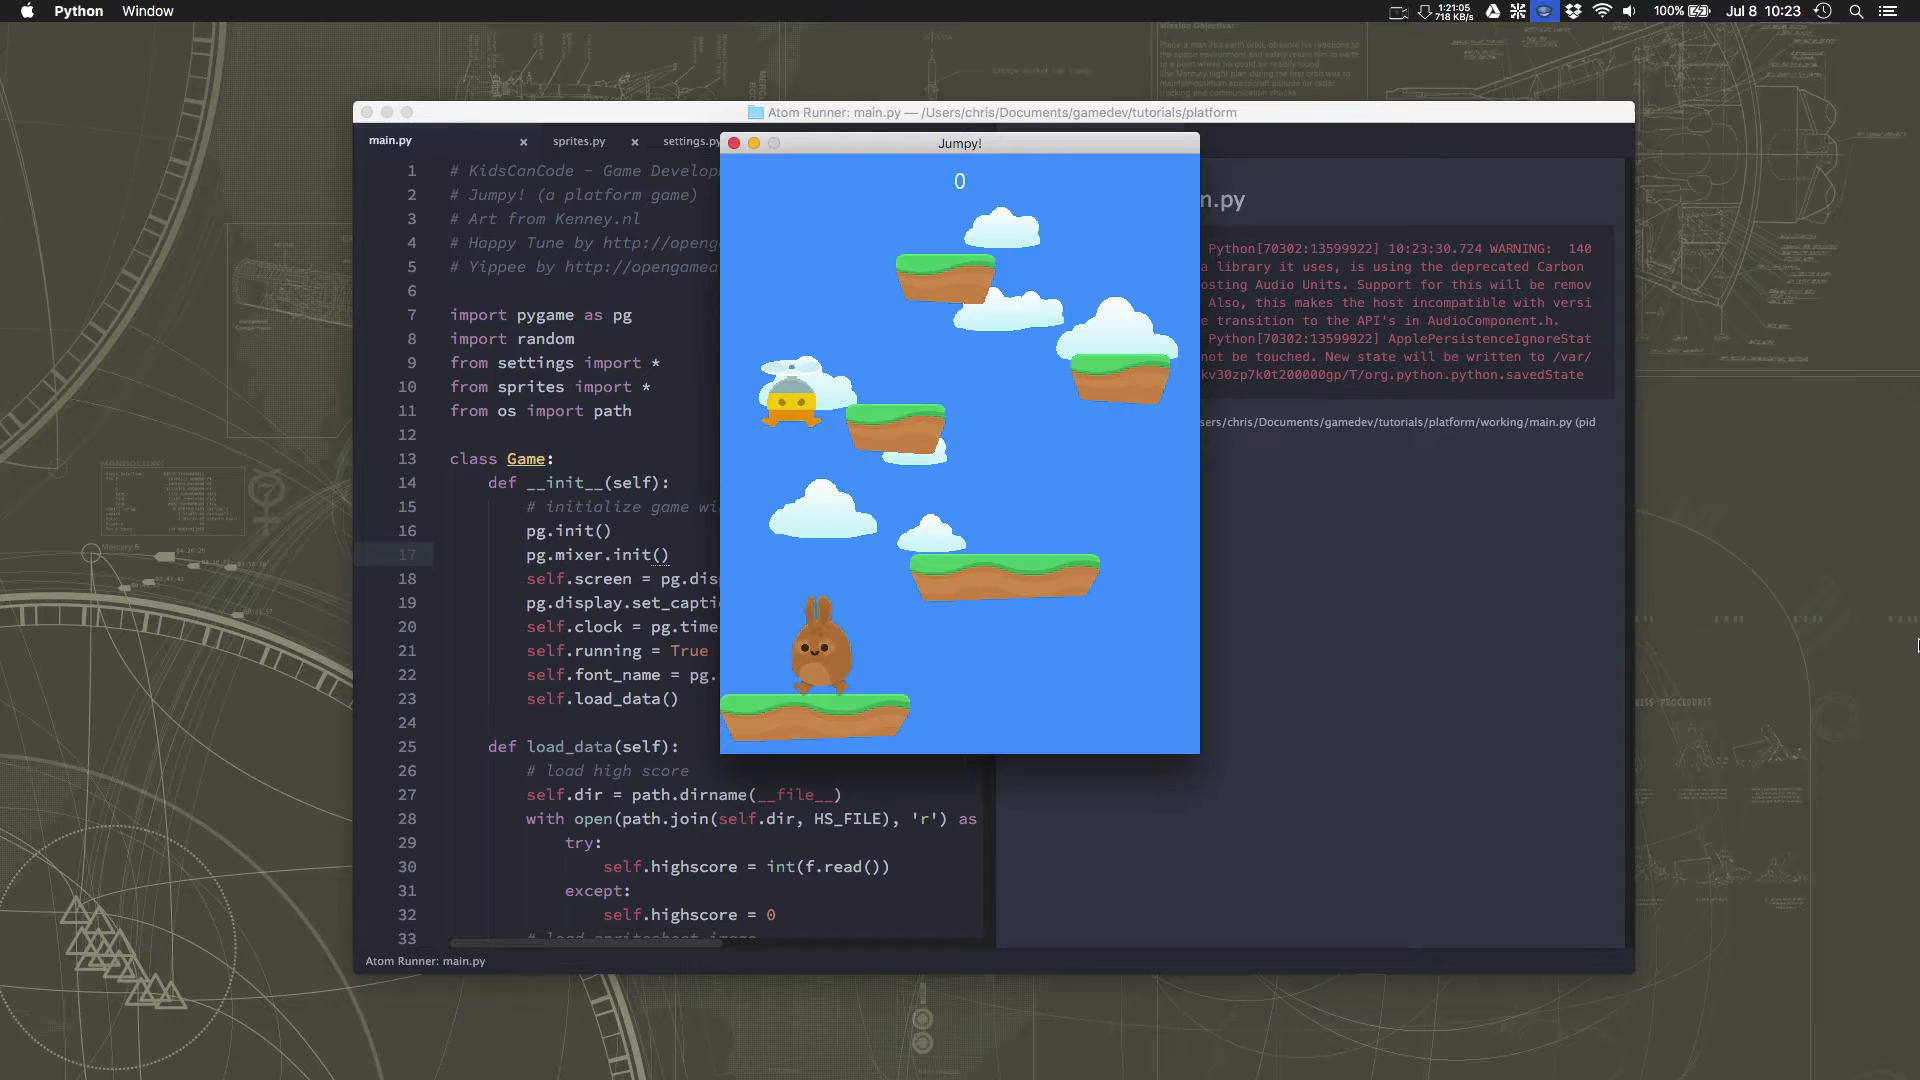 Python Window
1:21:05
718 KB/s
100%
Jul 8 10:23
Mission Objective:
Atom Runner: main.py — /Users/chris/Documents/gamedev/tutorials/platform
main.py
sprites.py
settings.py
Jumpy!
0
1 # KidsCanCode - Game Develop
2 # Jumpy! (a platform game)
3 # Art from Kenney.nl
4 # Happy Tune by http://openg
5 # Yippee by http://opengamea
6
7 import pygame as pg
8 import random
9 from settings import *
10 from sprites import *
11 from os import path
12
13 class Game:
14 def __init__(self):
15 # initialize game wi
16 pg.init()
17 pg.mixer.init()
18 self.screen = pg.dis
19 pg.display.set_capti
20 self.clock = pg.time
21 self.running = True
22 self.font_name = pg.
23 self.load_data()
24
25 def load_data(self):
26 # load high score
27 self.dir = path.dirname(__file__)
28 with open(path.join(self.dir, HS_FILE), 'r') as
29 try:
30 self.highscore = int(f.read())
31 except:
32 self.highscore = 0
33 # load spritesheet image
n.py
Python[70302:13599922] 10:23:30.724 WARNING: 140
a library it uses, is using the deprecated Carbon
osting Audio Units. Support for this will be remov
Also, this makes the host incompatible with versi
e transition to the API's in AudioComponent.h.
Python[70302:13599922] ApplePersistenceIgnoreStat
not be touched. New state will be written to /var/
kv30zp7k0t200000gp/T/org.python.python.savedState
sers/chris/Documents/gamedev/tutorials/platform/working/main.py (pid
Atom Runner: main.py